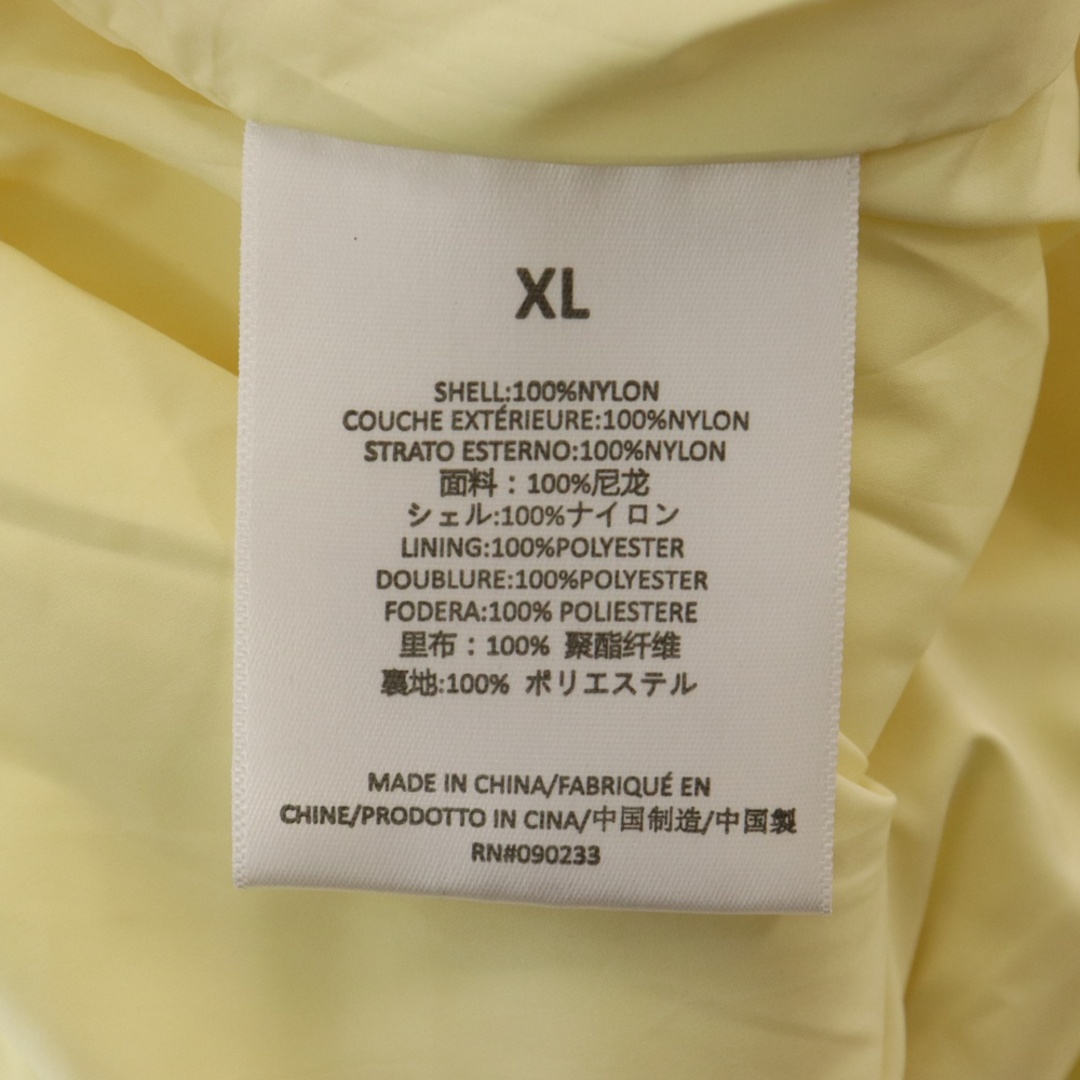 XL
SHELL:100%NYLON
COUCHE EXTÉRIEURE:100%NYLON
STRATO ESTERNO:100%NYLON
面料：100%尼龙
シェル:100%ナイロン
LINING:100%POLYESTER
DOUBLURE:100%POLYESTER
FODERA:100% POLIESTERE
里布：100% 聚酯纤维
裏地:100% ポリエステル
MADE IN CHINA/FABRIQUÉ EN
CHINE/PRODOTTO IN CINA/中国制造/中国製
RN#090233